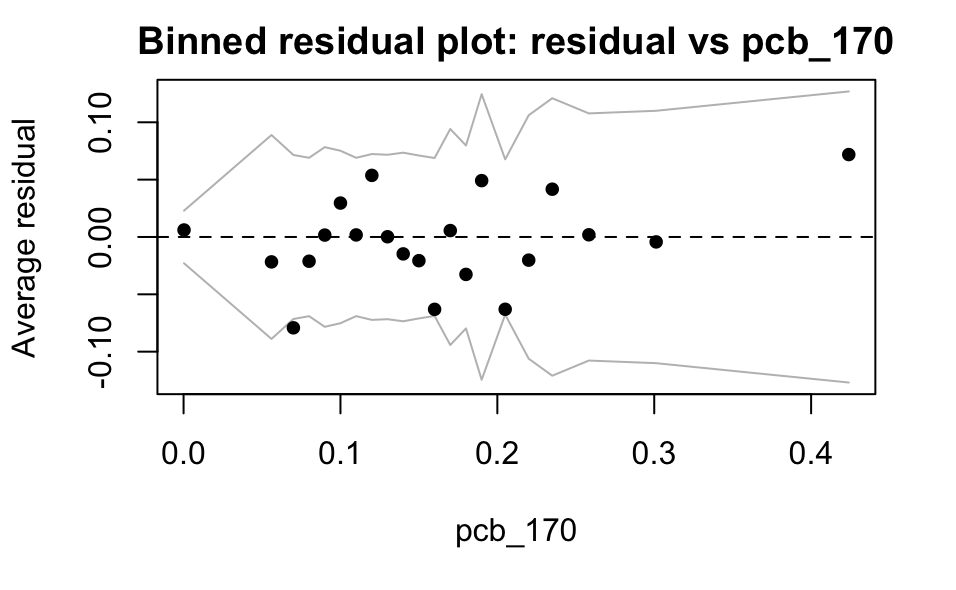 Binned residual plot: residual vs pcb_170
Average residual
0.10
0.00
-0.10
0.0 0.1 0.2 0.3 0.4
pcb_170